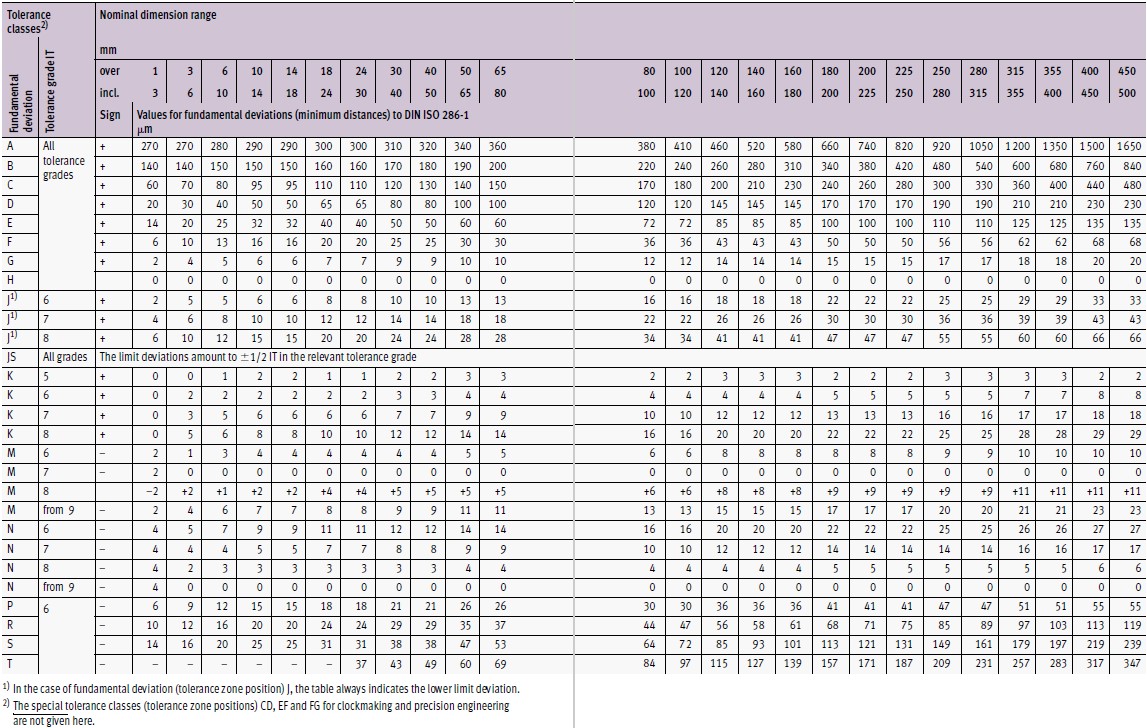 Tolerance classes2) Nominal dimension range
Fundamental deviation
Tolerance grade IT
mm
over 1 3 6 10 14 18 24 30 40 50 65 80 100 120 140 160 180 200 225 250 280 315 355 400 450
incl. 3 6 10 14 18 24 30 40 50 65 80 100 120 140 160 180 200 225 250 280 315 355 400 450 500
Sign Values for fundamental deviations (minimum distances) to DIN ISO 286-1
µm
A All tolerance grades + 270 270 280 290 290 300 300 310 320 340 360 380 410 460 520 580 660 740 820 920 1050 1200 1350 1500 1650
B + 140 140 150 150 150 160 160 170 180 190 200 220 240 260 280 310 340 380 420 480 540 600 680 760 840
C + 60 70 80 95 95 110 110 120 130 140 150 170 180 200 210 230 240 260 280 300 330 360 400 440 480
D + 20 30 40 50 50 65 65 80 80 100 100 120 120 145 145 145 170 170 170 190 190 210 210 230 230
E + 14 20 25 32 32 40 40 50 50 60 60 72 72 85 85 85 100 100 100 110 110 125 125 135 135
F + 6 10 13 16 16 20 20 25 25 30 30 36 36 43 43 43 50 50 50 56 56 62 62 68 68
G + 2 4 5 6 6 7 7 9 9 10 10 12 12 14 14 14 15 15 15 17 17 18 18 20 20
H 0 0 0 0 0 0 0 0 0 0 0 0 0 0 0 0 0 0 0 0 0 0 0 0 0
J1) 6 + 2 5 5 6 6 8 8 10 10 13 13 16 16 18 18 18 22 22 22 25 25 29 29 33 33
J1) 7 + 4 6 8 10 10 12 12 14 14 18 18 22 22 26 26 26 30 30 30 36 36 39 39 43 43
J1) 8 + 6 10 12 15 15 20 20 24 24 28 28 34 34 41 41 41 47 47 47 55 55 60 60 66 66
JS All grades The limit deviations amount to ±1/2 IT in the relevant tolerance grade
K 5 + 0 0 1 2 2 1 1 2 2 3 3 2 2 3 3 3 2 2 2 3 3 3 3 2 2
K 6 + 0 2 2 2 2 2 2 3 3 4 4 4 4 4 4 4 5 5 5 5 5 7 7 8 8
K 7 + 0 3 5 6 6 6 6 7 7 9 9 10 10 12 12 12 13 13 13 16 16 17 17 18 18
K 8 + 0 5 6 8 8 10 10 12 12 14 14 16 16 20 20 20 22 22 22 25 25 28 28 29 29
M 6 – 2 1 3 4 4 4 4 4 4 5 5 6 6 8 8 8 8 8 8 9 9 10 10 10 10
M 7 – 2 0 0 0 0 0 0 0 0 0 0 0 0 0 0 0 0 0 0 0 0 0 0 0 0
M 8 –2 +2 +1 +2 +2 +4 +4 +5 +5 +5 +5 +6 +6 +8 +8 +8 +9 +9 +9 +9 +9 +11 +11 +11 +11
M from 9 – 2 4 6 7 7 8 8 9 9 11 11 13 13 15 15 15 17 17 17 20 20 21 21 23 23
N 6 – 4 5 7 9 9 11 11 12 12 14 14 16 16 20 20 20 22 22 22 25 25 26 26 27 27
N 7 – 4 4 4 5 5 7 7 8 8 9 9 10 10 12 12 12 14 14 14 14 14 16 16 17 17
N 8 – 4 2 3 3 3 3 3 3 3 4 4 4 4 4 4 4 5 5 5 5 5 5 5 6 6
N from 9 – 4 0 0 0 0 0 0 0 0 0 0 0 0 0 0 0 0 0 0 0 0 0 0 0 0
P 6 – 6 9 12 15 15 18 18 21 21 26 26 30 30 36 36 36 41 41 41 47 47 51 51 55 55
R – 10 12 16 20 20 24 24 29 29 35 37 44 47 56 58 61 68 71 75 85 89 97 103 113 119
S – 14 16 20 25 25 31 31 38 38 47 53 64 72 85 93 101 113 121 131 149 161 179 197 219 239
T – – – – – – – 37 43 49 60 69 84 97 115 127 139 157 171 187 209 231 257 283 317 347
1) In the case of fundamental deviation (tolerance zone position) J, the table always indicates the lower limit deviation.
2) The special tolerance classes (tolerance zone positions) CD, EF and FG for clockmaking and precision engineering
are not given here.